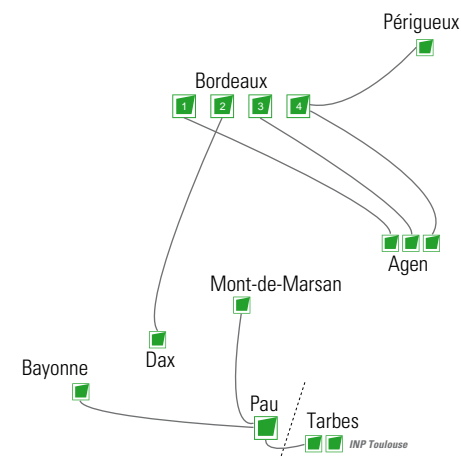 Périgueux
Bordeaux
1 2 3 4
Agen
Mont-de-Marsan
Dax
Bayonne
Pau
Tarbes
INP Toulouse